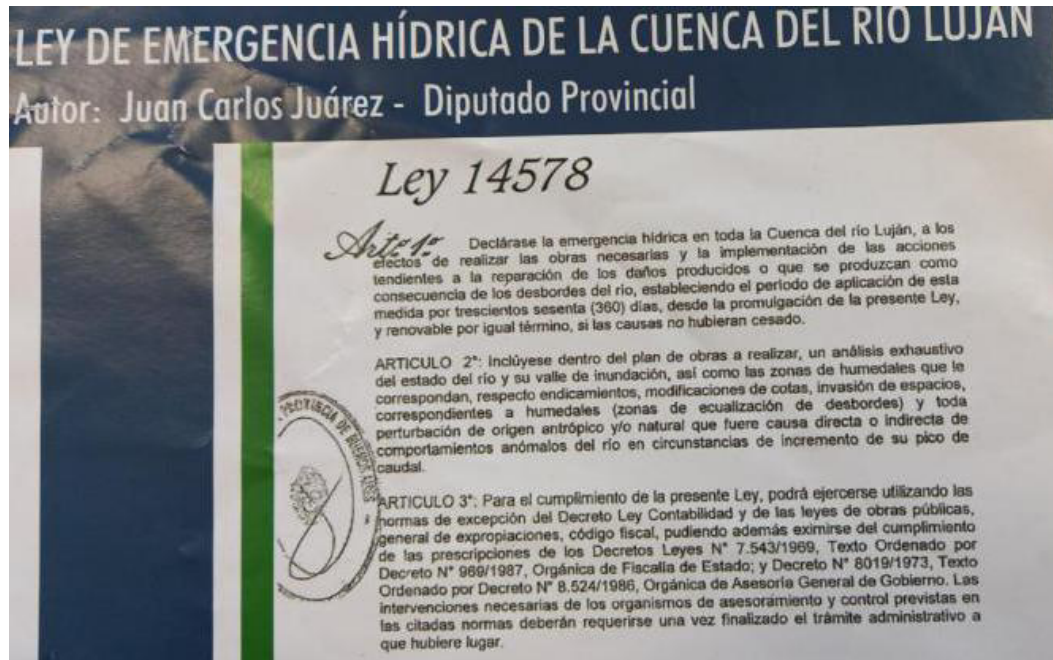 LEY DE EMERGENCIA HÍDRICA DE LA CUENCA DEL RIO LUJÁN
Autor: Juan Carlos Juárez - Diputado Provincial
Ley 14578
Arto 1º Declárase la emergencia hídrica en toda la Cuenca del río Luján, a los
efectos de realizar las obras necesarias y la implementación de las acciones
tendientes a la reparación de los daños producidos o que se produzcan como
consecuencia de los desbordes del río, estableciendo el periodo de aplicación de esta
medida por trescientos sesenta (360) días, desde la promulgación de la presente Ley,
y renovable por igual término, si las causas no hubieran cesado.
ARTICULO 2°: Inclúyese dentro del plan de obras a realizar, un análisis exhaustivo
del estado del río y su valle de inundación, así como las zonas de humedales que le
correspondan, respecto endicamientos, modificaciones de cotas, invasión de espacios,
correspondientes a humedales (zonas de ecualización de desbordes) y toda
perturbación de origen antrópico y/o natural que fuere causa directa o indirecta de
comportamientos anómalos del río en circunstancias de incremento de su pico de
caudal.
ARTICULO 3°: Para el cumplimiento de la presente Ley, podrá ejercerse utilizando las
normas de excepción del Decreto Ley Contabilidad y de las leyes de obras públicas,
general de expropiaciones, código fiscal, pudiendo además eximirse del cumplimiento
de las prescripciones de los Decretos Leyes N° 7.543/1969, Texto Ordenado por
Decreto N° 969/1987, Orgánica de Fiscalía de Estado; y Decreto N° 8019/1973, Texto
Ordenado por Decreto N° 8.524/1986, Orgánica de Asesoría General de Gobierno. Las
intervenciones necesarias de los organismos de asesoramiento y control previstas en
las citadas normas deberán requerirse una vez finalizado el trámite administrativo a
que hubiere lugar.
PROVINCIA DE BUENOS AIRES